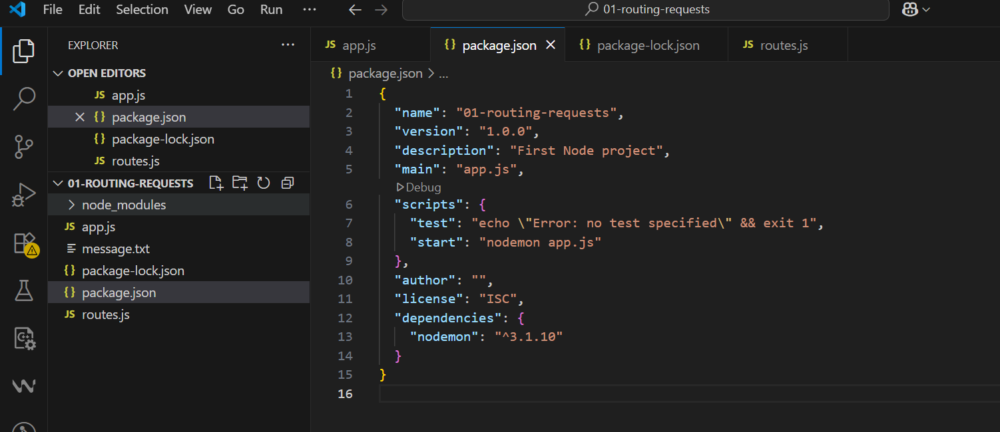 File Edit Selection View Go Run ··· 01-routing-requests
EXPLORER ···
OPEN EDITORS
JS app.js
{} package.json
{} package-lock.json
JS routes.js
01-ROUTING-REQUESTS
node_modules
JS app.js
message.txt
{} package-lock.json
{} package.json
JS routes.js
JS app.js {} package.json {} package-lock.json JS routes.js
{} package.json > ...
1 {
2 "name": "01-routing-requests",
3 "version": "1.0.0",
4 "description": "First Node project",
5 "main": "app.js",
Debug
6 "scripts": {
7 "test": "echo \"Error: no test specified\" && exit 1",
8 "start": "nodemon app.js"
9 },
10 "author": "",
11 "license": "ISC",
12 "dependencies": {
13 "nodemon": "^3.1.10"
14 }
15 }
16